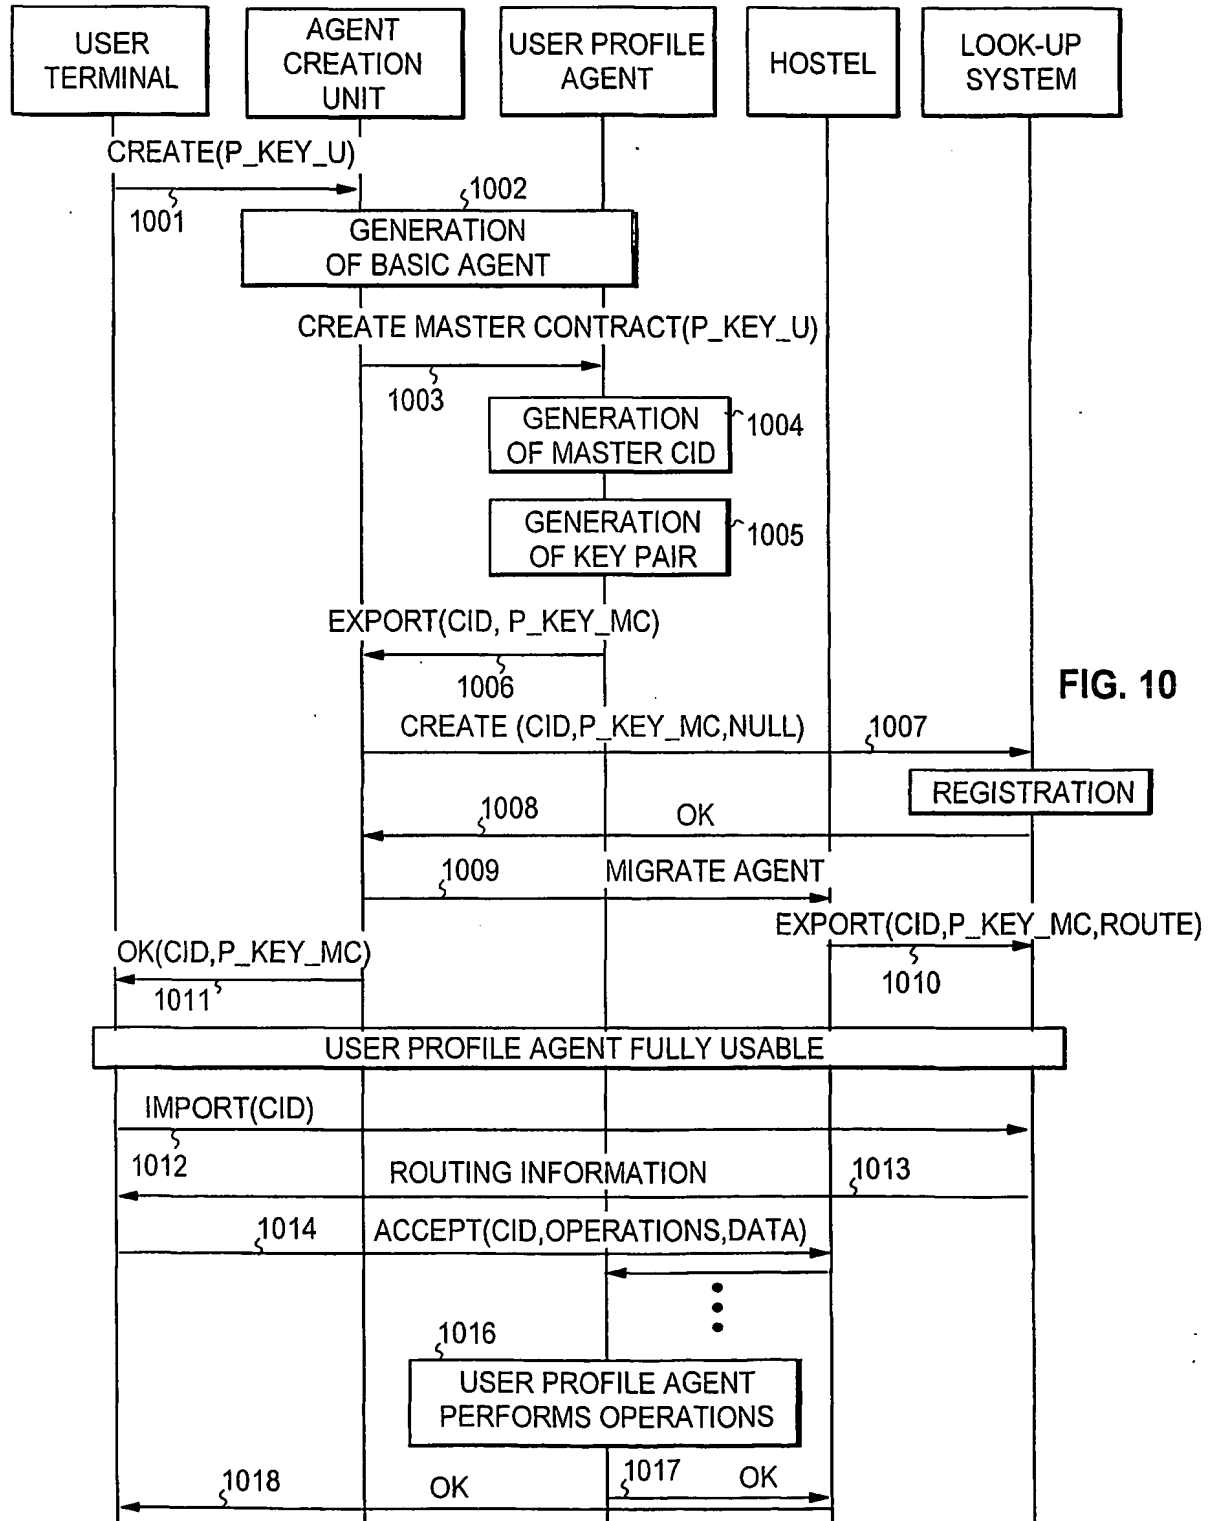 USER
TERMINAL
AGENT
CREATION
UNIT
USER PROFILE
AGENT
HOSTEL
LOOK-UP
SYSTEM
CREATE(P_KEY_U)
1001
1002
GENERATION
OF BASIC AGENT
CREATE MASTER CONTRACT(P_KEY_U)
1003
GENERATION
OF MASTER CID
1004
GENERATION
OF KEY PAIR
1005
EXPORT(CID, P_KEY_MC)
1006
FIG. 10
CREATE (CID,P_KEY_MC,NULL)
1007
REGISTRATION
1008
OK
1009
MIGRATE AGENT
EXPORT(CID,P_KEY_MC,ROUTE)
1010
OK(CID,P_KEY_MC)
1011
USER PROFILE AGENT FULLY USABLE
IMPORT(CID)
1012
ROUTING INFORMATION
1013
1014
ACCEPT(CID,OPERATIONS,DATA)
1016
USER PROFILE AGENT
PERFORMS OPERATIONS
1017
OK
1018
OK